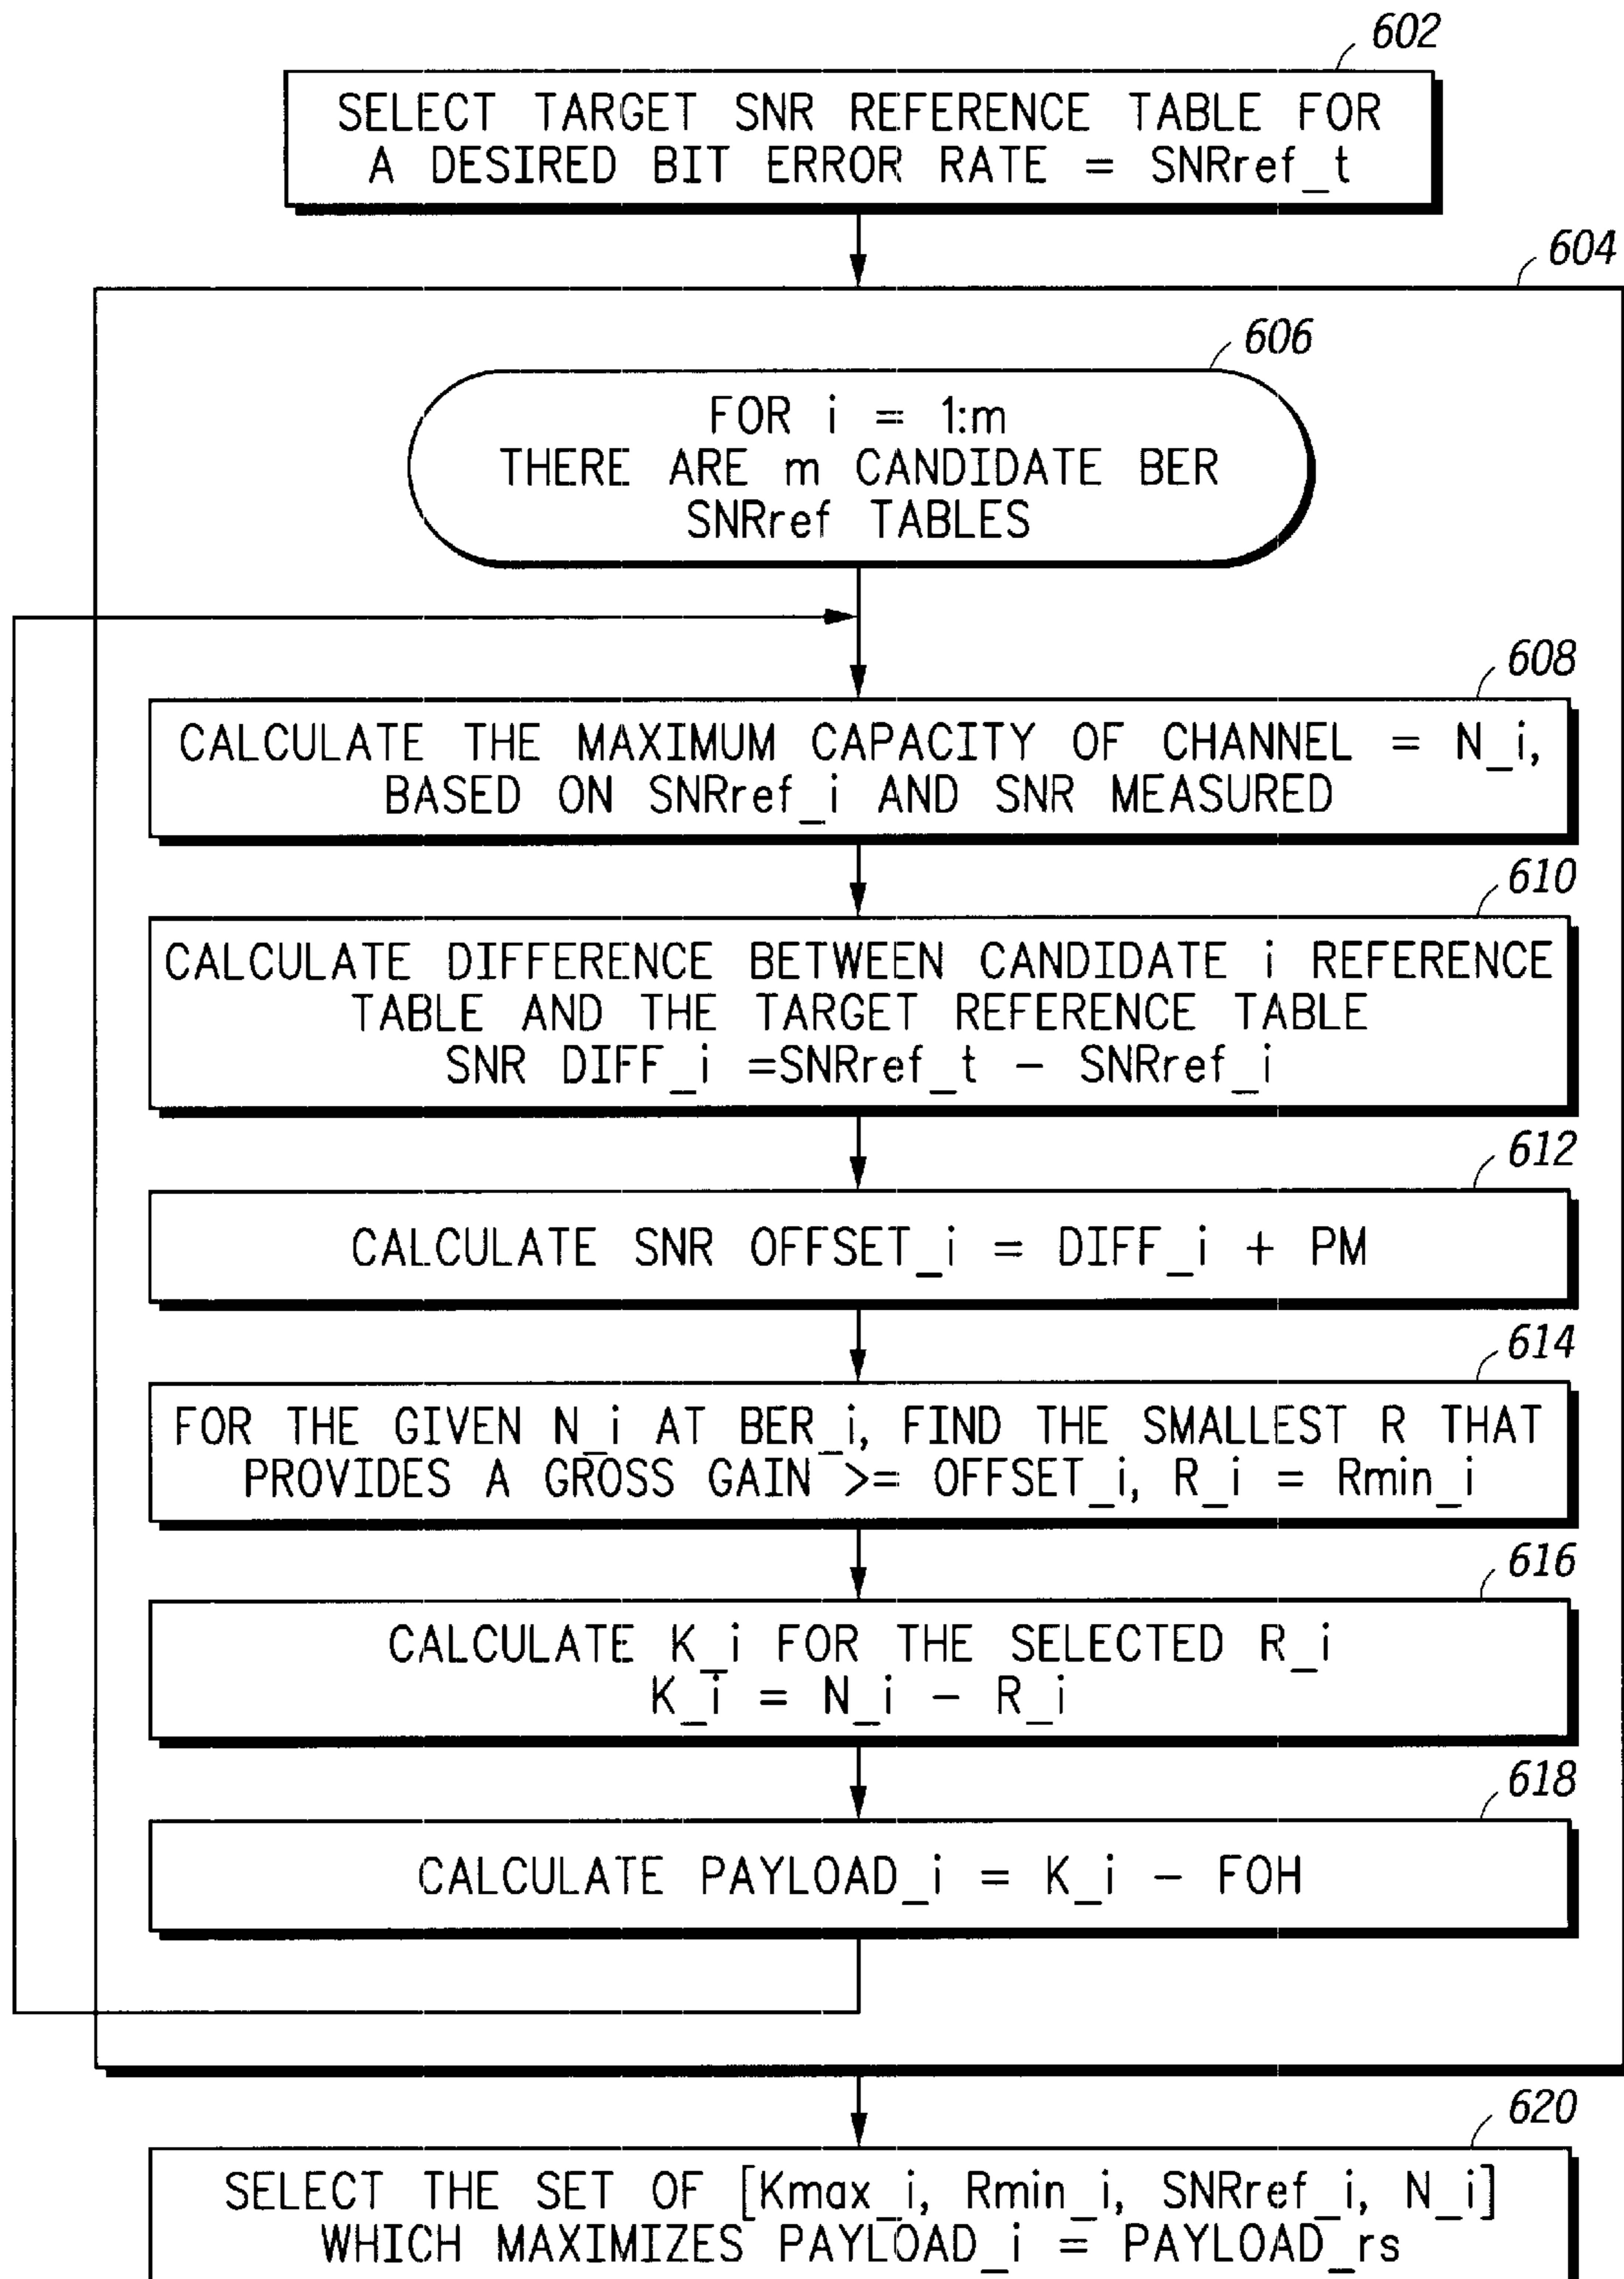 602
SELECT TARGET SNR REFERENCE TABLE FOR
A DESIRED BIT ERROR RATE = SNRref_t
604
606
FOR i = 1:m
THERE ARE m CANDIDATE BER
SNRref TABLES
608
CALCULATE THE MAXIMUM CAPACITY OF CHANNEL = N_i,
BASED ON SNRref_i AND SNR MEASURED
610
CALCULATE DIFFERENCE BETWEEN CANDIDATE i REFERENCE
TABLE AND THE TARGET REFERENCE TABLE
SNR DIFF_i =SNRref_t - SNRref_i
612
CALCULATE SNR OFFSET_i = DIFF_i + PM
614
FOR THE GIVEN N_i AT BER_i, FIND THE SMALLEST R THAT
PROVIDES A GROSS GAIN >= OFFSET_i, R_i = Rmin_i
616
CALCULATE K_i FOR THE SELECTED R_i
K_i = N_i - R_i
618
CALCULATE PAYLOAD_i = K_i - FOH
620
SELECT THE SET OF [Kmax_i, Rmin_i, SNRref_i, N_i]
WHICH MAXIMIZES PAYLOAD_i = PAYLOAD_rs